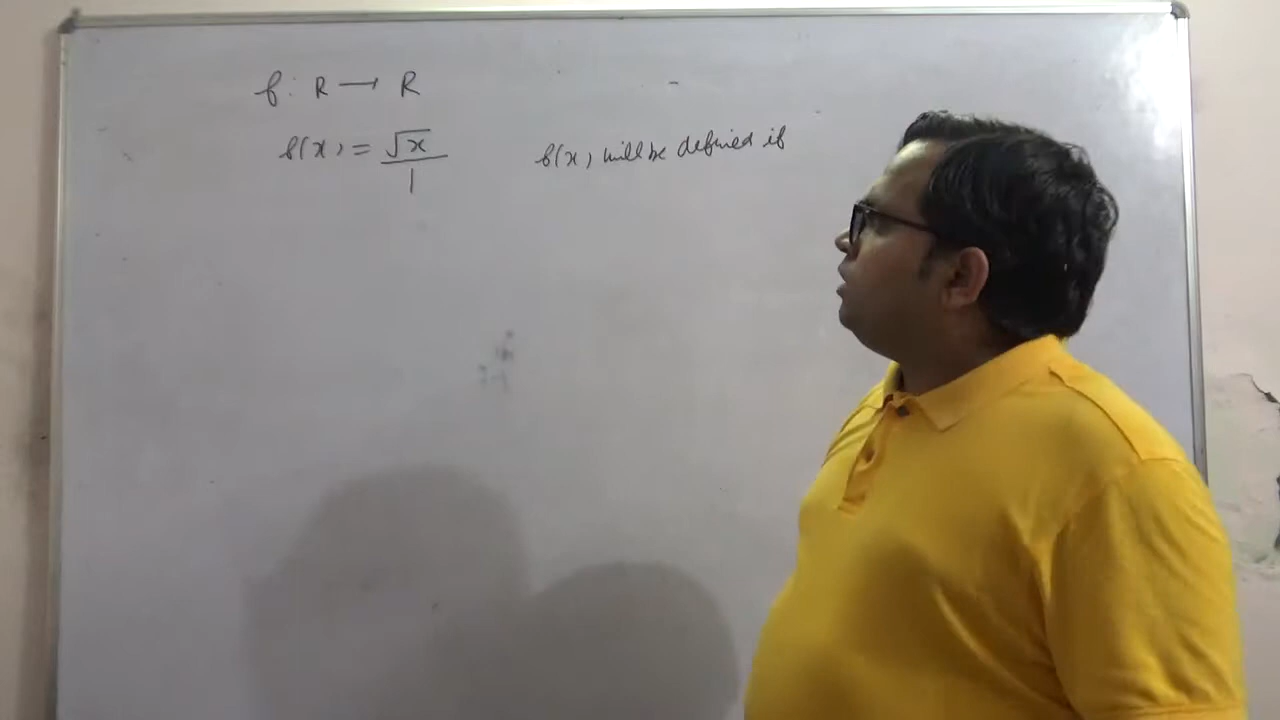 f: R → R
f(x) = √x / 1
f(x) will be defined if